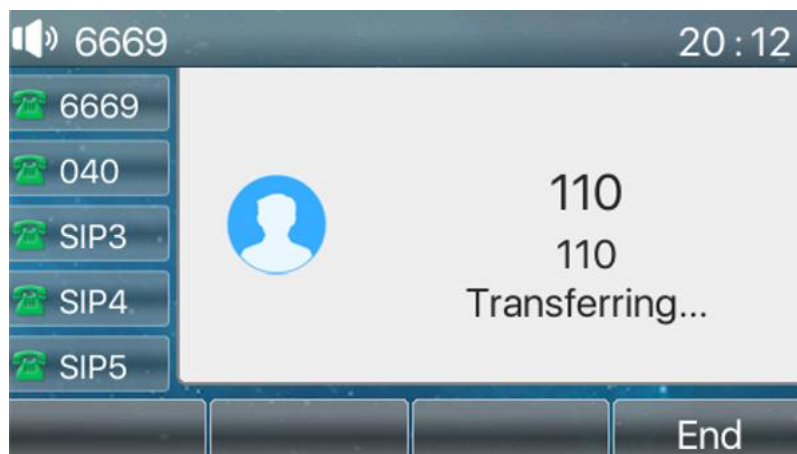 6669
20:12
6669
040
SIP3
SIP4
SIP5
110
110
Transferring...
End